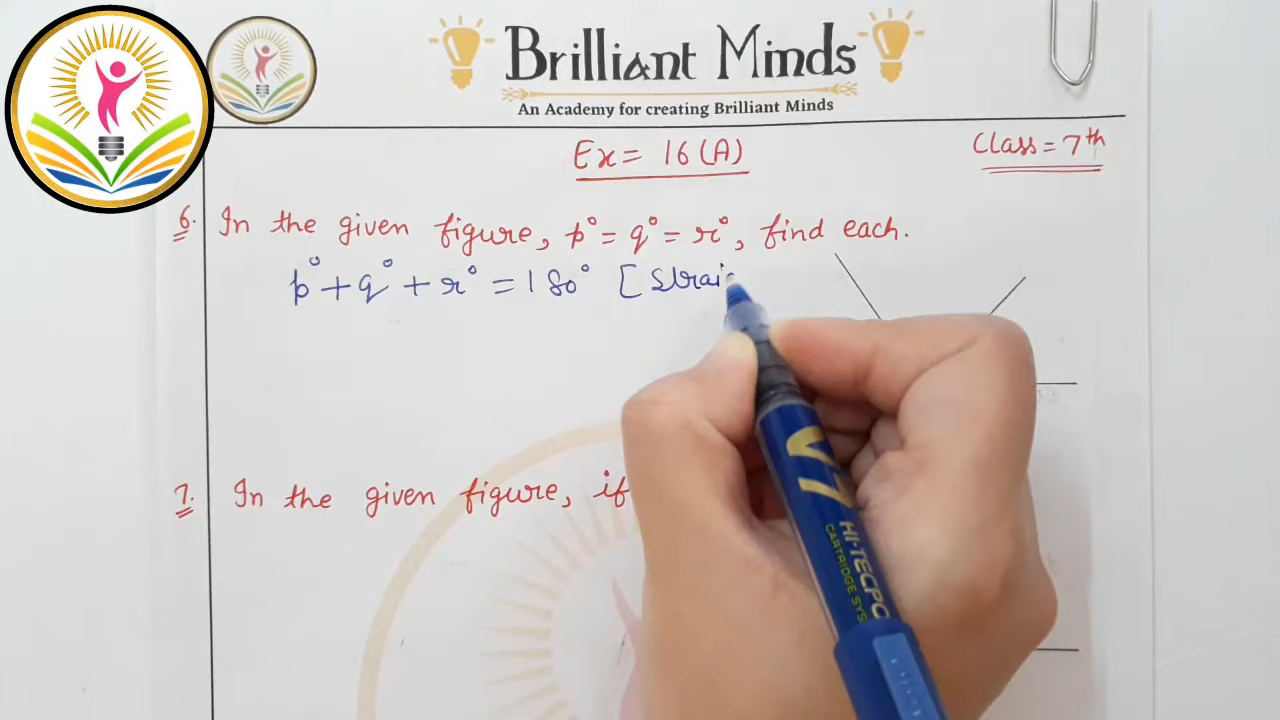 Brilliant Minds
An Academy for creating Brilliant Minds
Ex = 16(A)
Class = 7th
6. In the given figure, p° = q° = r°, find each.
p° + q° + r° = 180° [Strai
7. In the given figure, if
V7
HI-TECPO
CARTRIDGE SYS